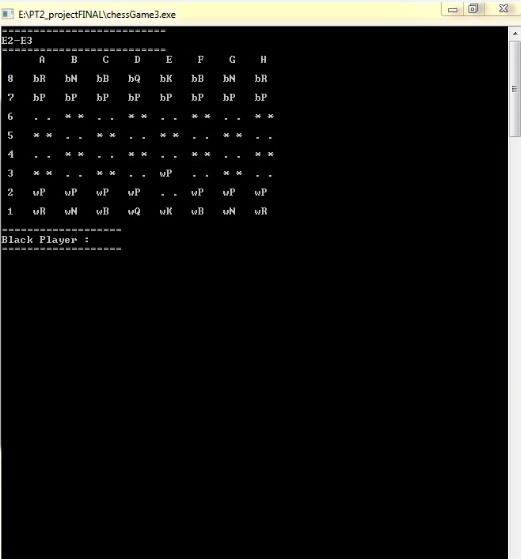 E:\PT2_projectFINAL\chessGame3.exe
==========================
E2-E3
==========================
A B C D E F G H
8 bR bN bB bQ bK bB bN bR
7 bP bP bP bP bP bP bP bP
6 . . * * . . * * . . * * . . * *
5 * * . . * * . . * * . . * * . .
4 . . * * . . * * . . * * . . * *
3 * * . . * * . . wP . . * * . .
2 wP wP wP wP . . wP wP wP
1 wR wN wB wQ wK wB wN wR
===================
Black Player :
===================